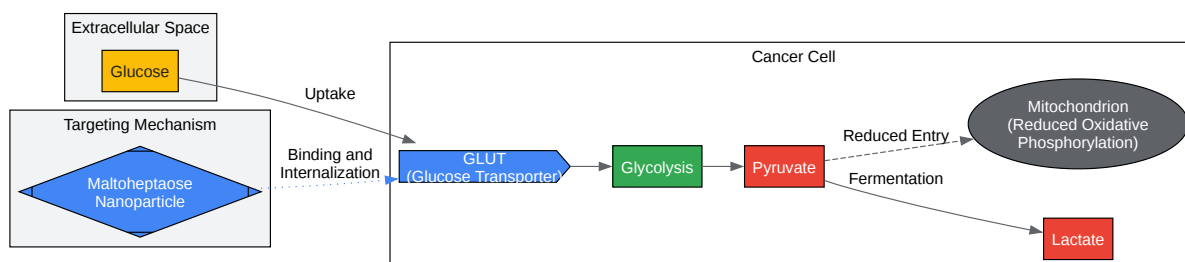 Extracellular Space
Glucose
Uptake
Targeting Mechanism
Maltoheptaose
Nanoparticle
Binding and
Internalization
Cancer Cell
GLUT
(Glucose Transporter)
Glycolysis
Pyruvate
Reduced Entry
Fermentation
Mitochondrion
(Reduced Oxidative
Phosphorylation)
Lactate